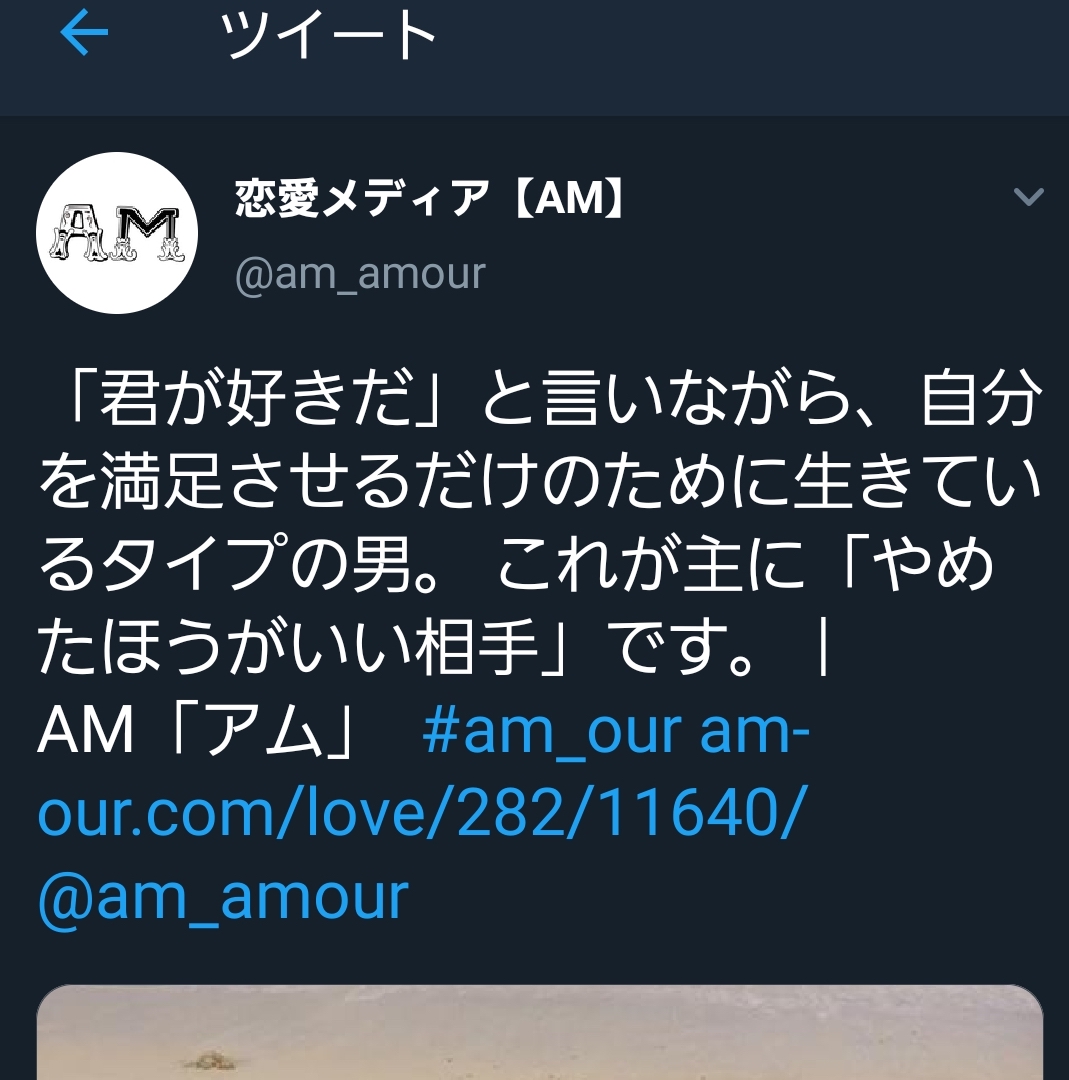 ツイート
AM
恋愛メディア【AM】
@am_amour
「君が好きだ」と言いながら、自分
を満足させるだけのために生きてい
るタイプの男。 これが主に「やめ
たほうがいい相手」です。 |
AM「アム」 #am_our am-
our.com/love/282/11640/
@am_amour